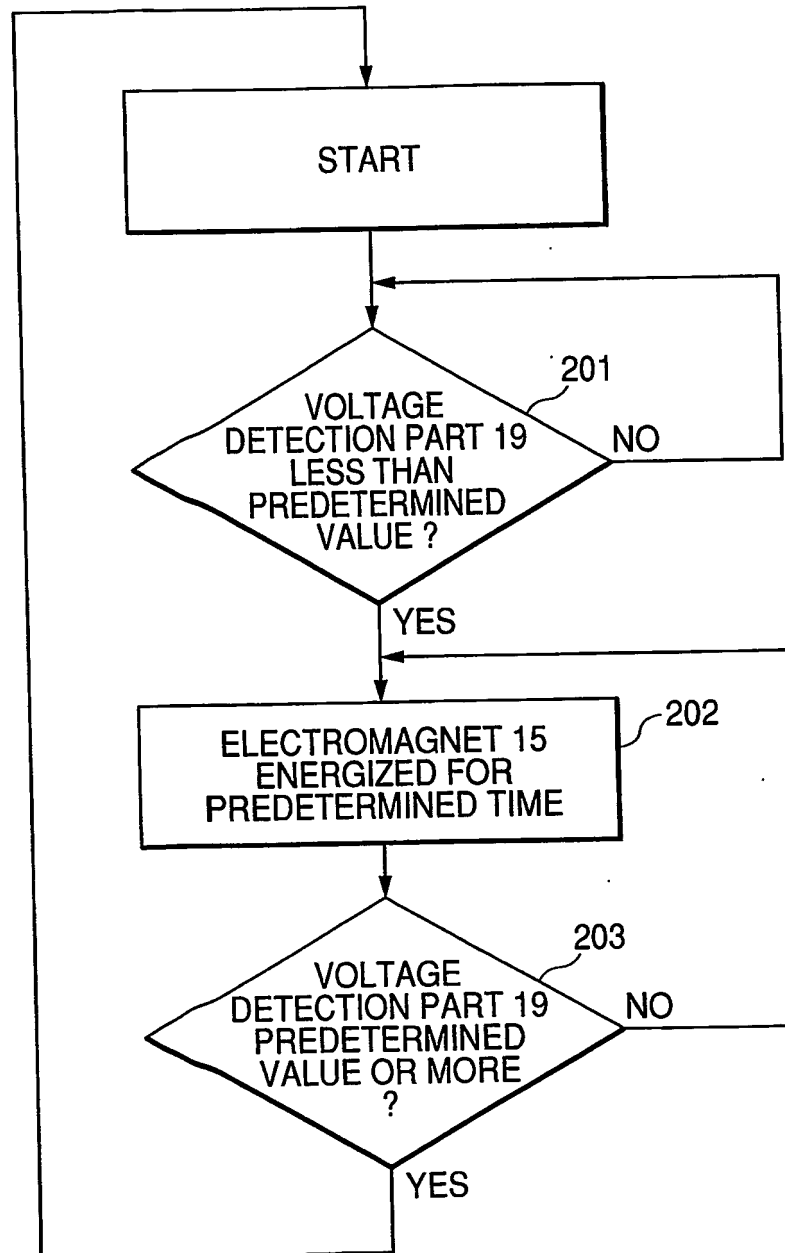 START
201
VOLTAGE
DETECTION PART 19
LESS THAN
PREDETERMINED
VALUE ?
NO
YES
202
ELECTROMAGNET 15
ENERGIZED FOR
PREDETERMINED TIME
203
VOLTAGE
DETECTION PART 19
PREDETERMINED
VALUE OR MORE
?
NO
YES